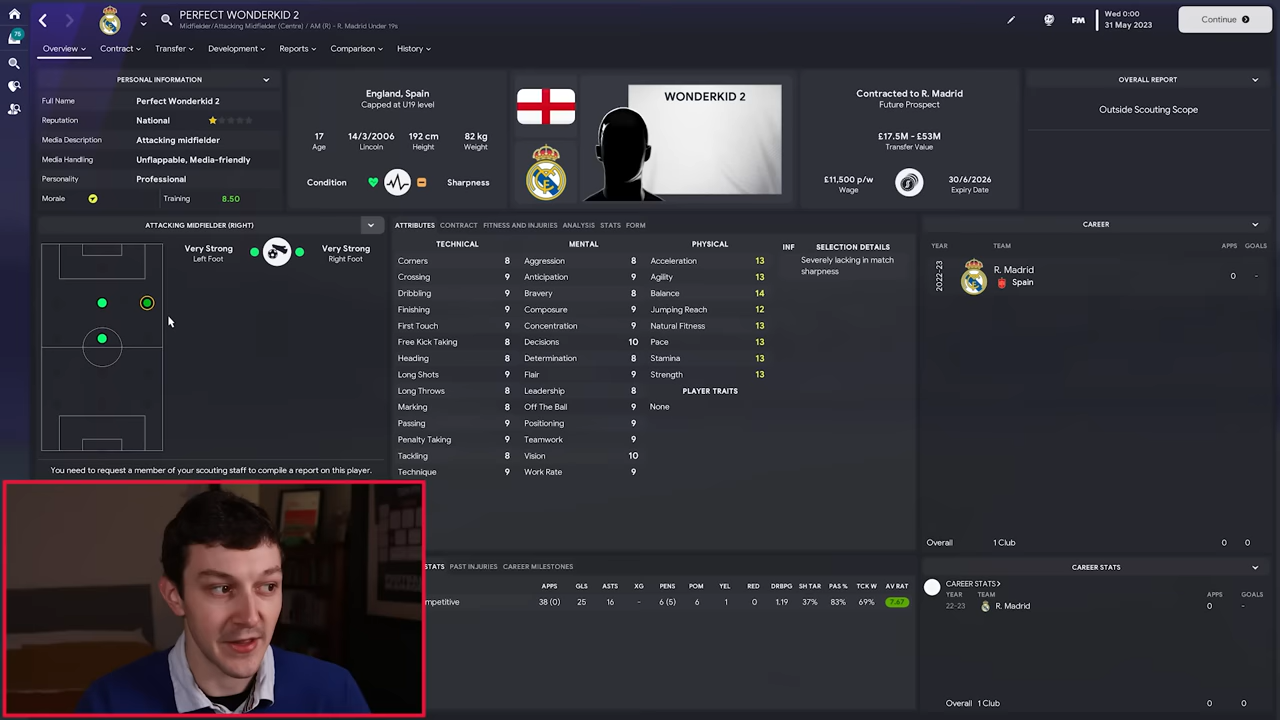 PERFECT WONDERKID 2
Midfielder/Attacking Midfielder (Centre) / AM (R) - R. Madrid Under 19s
FM
Wed 0:00
31 May 2023
Continue
75
Overview
Contract
Transfer
Development
Reports
Comparison
History
PERSONAL INFORMATION
Full Name Perfect Wonderkid 2
Reputation National
Media Description Attacking midfielder
Media Handling Unflappable, Media-friendly
Personality Professional
Morale Training 8.50
England, Spain
Capped at U19 level
17 14/3/2006 192 cm 82 kg
Age Lincoln Height Weight
Condition Sharpness
WONDERKID 2
Contracted to R. Madrid
Future Prospect
£17.5M - £53M
Transfer Value
£11,500 p/w 30/6/2026
Wage Expiry Date
OVERALL REPORT
Outside Scouting Scope
ATTACKING MIDFIELDER (RIGHT)
Very Strong Very Strong
Left Foot Right Foot
You need to request a member of your scouting staff to compile a report on this player.
ATTRIBUTES CONTRACT FITNESS AND INJURIES ANALYSIS STATS FORM
TECHNICAL MENTAL PHYSICAL
Corners 8 Aggression 8 Acceleration 13
Crossing 9 Anticipation 9 Agility 13
Dribbling 9 Bravery 8 Balance 14
Finishing 9 Composure 9 Jumping Reach 12
First Touch 9 Concentration 9 Natural Fitness 13
Free Kick Taking 8 Decisions 10 Pace 13
Heading 8 Determination 8 Stamina 13
Long Shots 9 Flair 9 Strength 13
Long Throws 8 Leadership 8 PLAYER TRAITS
Marking 8 Off The Ball 9 None
Passing 9 Positioning 9
Penalty Taking 9 Teamwork 9
Tackling 8 Vision 10
Technique 9 Work Rate 9
INF SELECTION DETAILS
Severely lacking in match
sharpness
CAREER
YEAR TEAM APPS GOALS
2022-23 R. Madrid 0 -
Spain
Overall 1 Club 0 0
STATS PAST INJURIES CAREER MILESTONES
APPS GLS ASTS XG PENS POM YEL RED DRBPG SH TAR PAS % TCK W AV RAT
mpetitive 38 (0) 25 16 - 6 (5) 6 1 0 1.19 37% 83% 69% 7.67
CAREER STATS
CAREER STATS
YEAR TEAM APPS GOALS
22-23 R. Madrid 0 -
Overall 1 Club 0 0